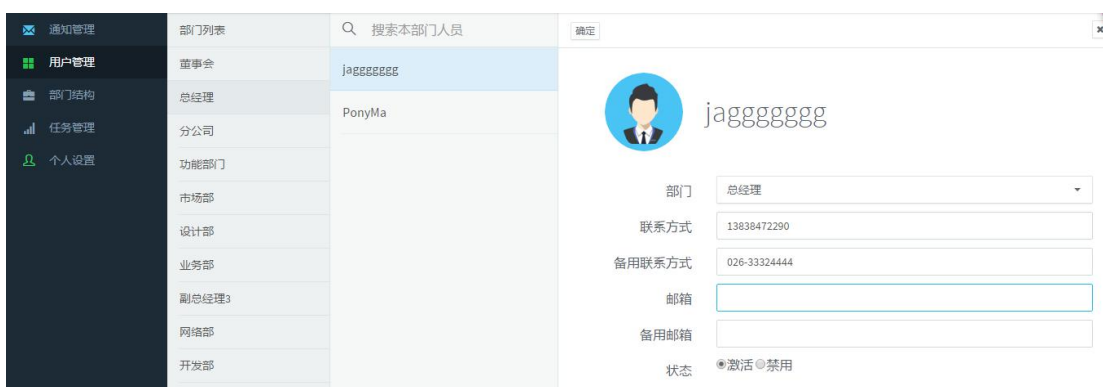 通知管理
用户管理
部门结构
任务管理
个人设置
部门列表
董事会
总经理
分公司
功能部门
市场部
设计部
业务部
副总经理3
网络部
开发部
搜索本部门人员
jaggggggg
PonyMa
确定
jaggggggg
部门 总经理
联系方式 13838472290
备用联系方式 026-33324444
邮箱
备用邮箱
状态 激活 禁用